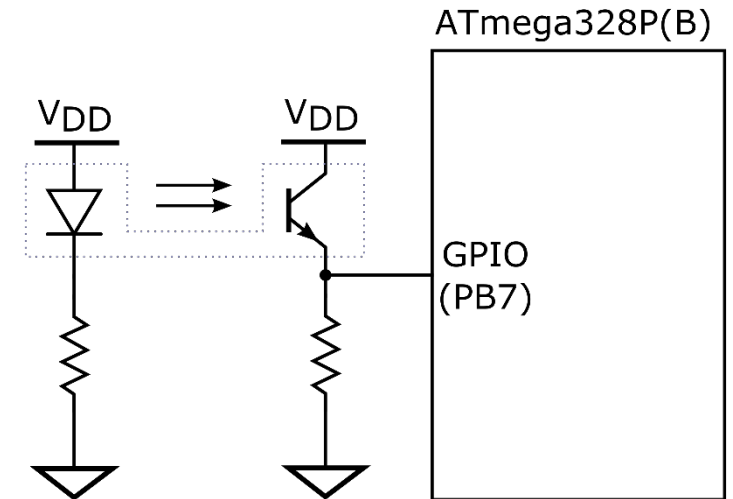 ATmega328P(B)
VDD
VDD
GPIO
(PB7)